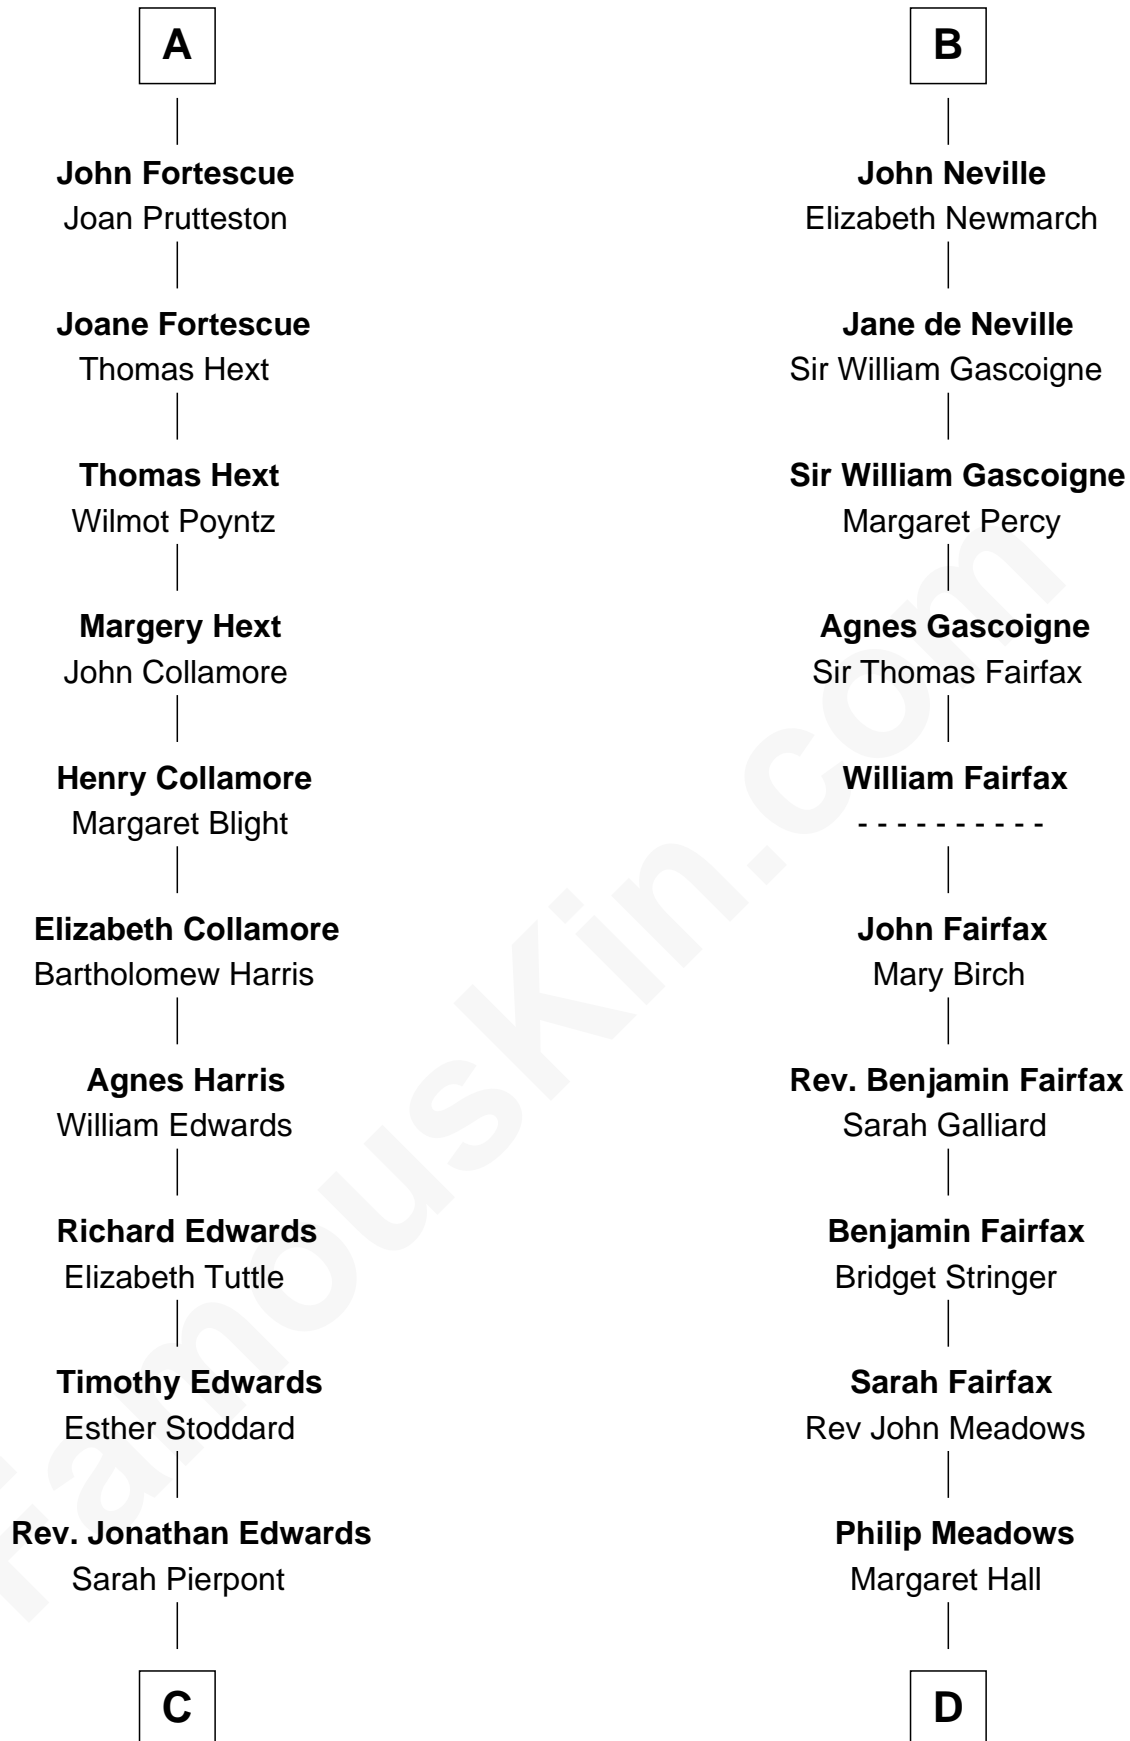 A
John Fortescue
Joan Prutteston
Joane Fortescue
Thomas Hext
Thomas Hext
Wilmot Poyntz
Margery Hext
John Collamore
Henry Collamore
Margaret Blight
Elizabeth Collamore
Bartholomew Harris
Agnes Harris
William Edwards
Richard Edwards
Elizabeth Tuttle
Timothy Edwards
Esther Stoddard
Rev. Jonathan Edwards
Sarah Pierpont
C
B
John Neville
Elizabeth Newmarch
Jane de Neville
Sir William Gascoigne
Sir William Gascoigne
Margaret Percy
Agnes Gascoigne
Sir Thomas Fairfax
William Fairfax
- - - - - - - - - -
John Fairfax
Mary Birch
Rev. Benjamin Fairfax
Sarah Galliard
Benjamin Fairfax
Bridget Stringer
Sarah Fairfax
Rev John Meadows
Philip Meadows
Margaret Hall
D
FamousKin.com